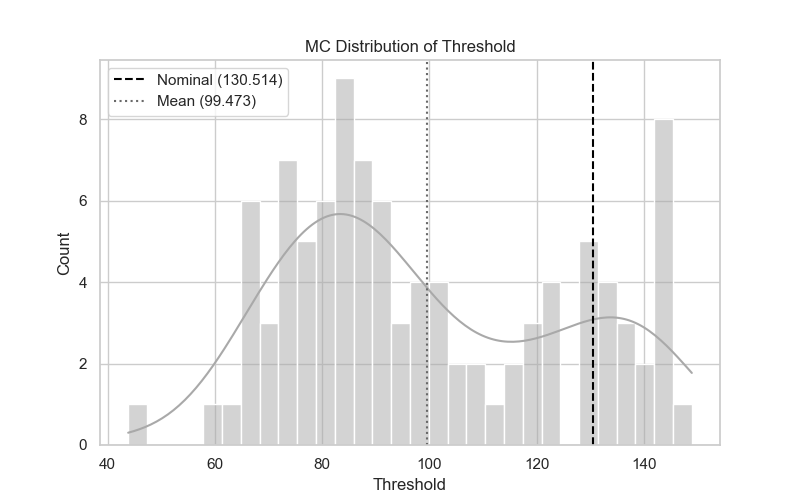 MC Distribution of Threshold
Nominal (130.514)
Mean (99.473)
8
6
4
2
0
Count
40
60
80
100
120
140
Threshold